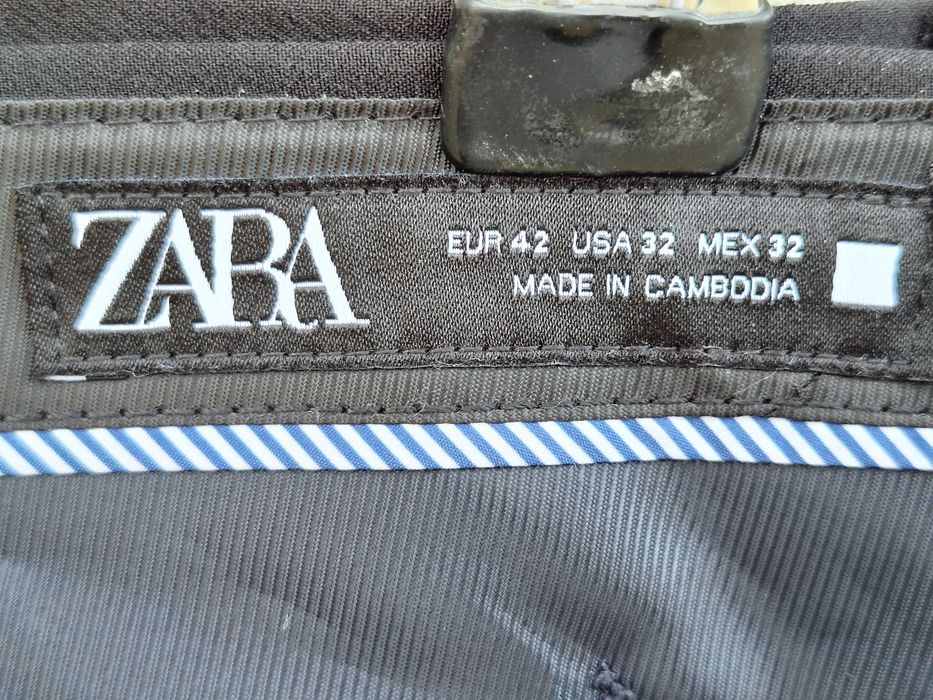 ZARA
EUR 42 USA 32 MEX 32
MADE IN CAMBODIA